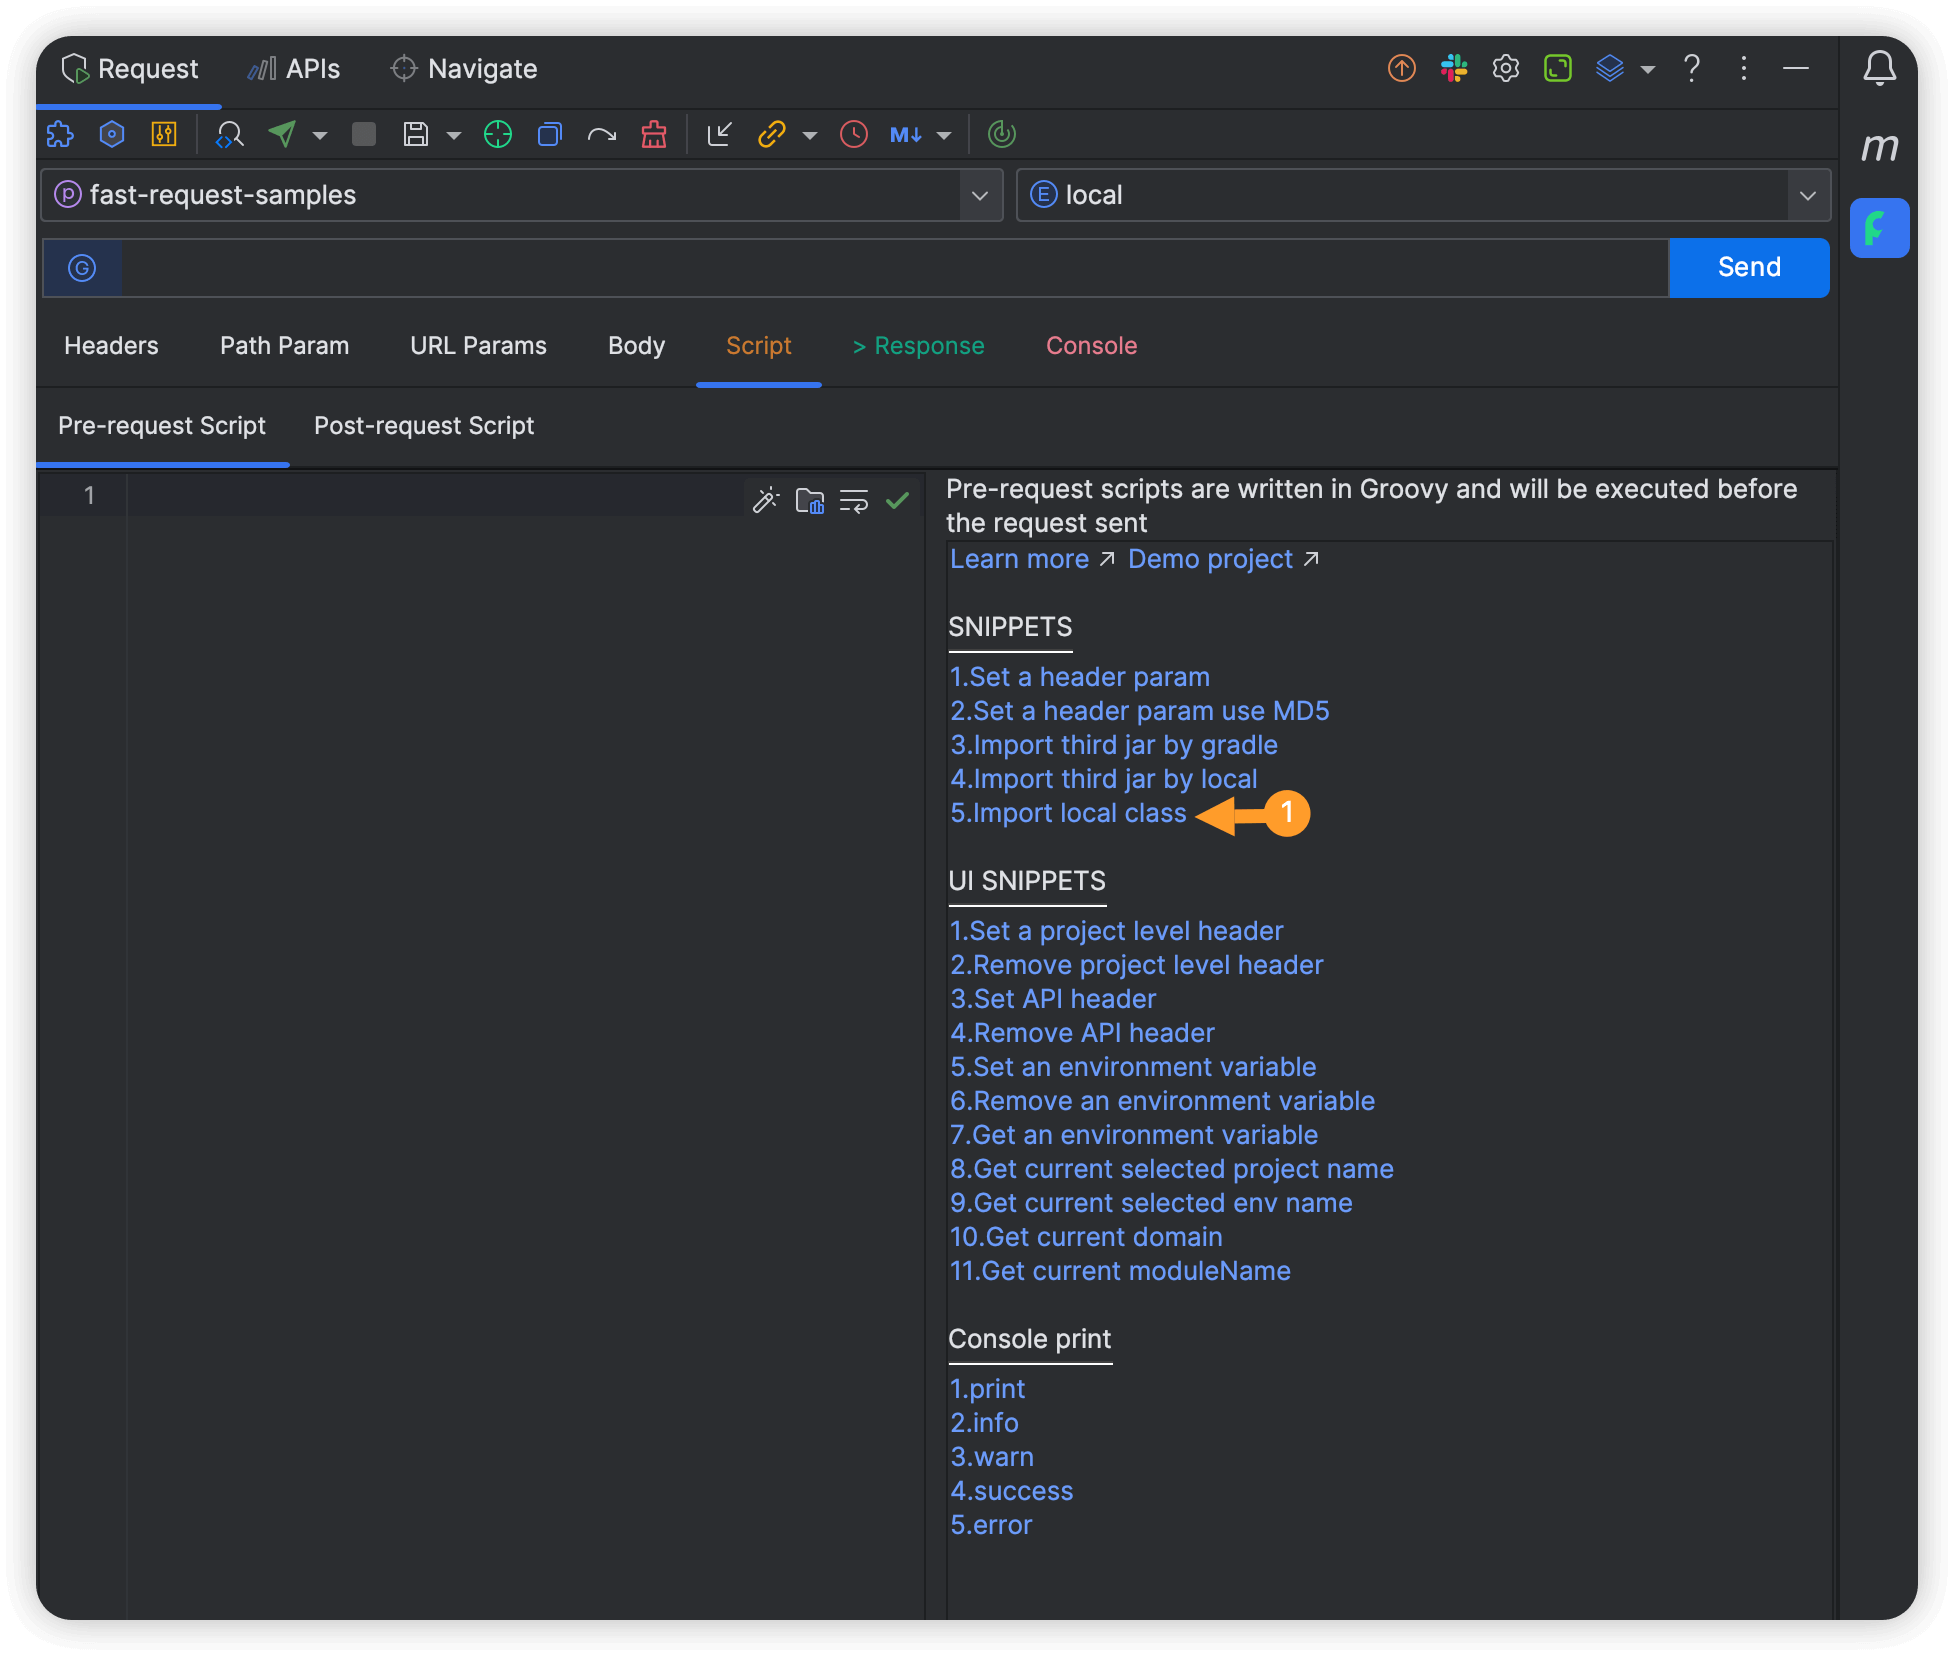 Request APIs Navigate
M↓
fast-request-samples local
Send
Headers Path Param URL Params Body Script > Response Console
Pre-request Script Post-request Script
1
Pre-request scripts are written in Groovy and will be executed before
the request sent
Learn more ↗ Demo project ↗
SNIPPETS
1.Set a header param
2.Set a header param use MD5
3.Import third jar by gradle
4.Import third jar by local
5.Import local class 1
UI SNIPPETS
1.Set a project level header
2.Remove project level header
3.Set API header
4.Remove API header
5.Set an environment variable
6.Remove an environment variable
7.Get an environment variable
8.Get current selected project name
9.Get current selected env name
10.Get current domain
11.Get current moduleName
Console print
1.print
2.info
3.warn
4.success
5.error